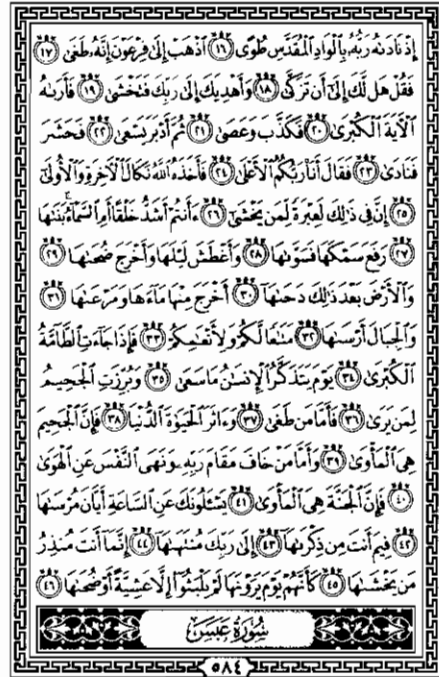 إِذْ نَادَىٰهُ رَبُّهُۥ بِٱلْوَادِ ٱلْمُقَدَّسِ طُوًى ١٦ ٱذْهَبْ إِلَىٰ فِرْعَوْنَ إِنَّهُۥ طَغَىٰ ١٧
فَقُلْ هَل لَّكَ إِلَىٰٓ أَن تَزَكَّىٰ ١٨ وَأَهْدِيَكَ إِلَىٰ رَبِّكَ فَتَخْشَىٰ ١٩ فَأَرَىٰهُ
ٱلْأَيَةَ ٱلْكُبْرَىٰ ٢٠ فَكَذَّبَ وَعَصَىٰ ٢١ ثُمَّ أَدْبَرَ يَسْعَىٰ ٢٢ فَحَشَرَ
فَنَادَىٰ ٢٣ فَقَالَ أَنَا۠ رَبُّكُمُ ٱلْأَعْلَىٰ ٢٤ فَأَخَذَهُ ٱللَّهُ نَكَالَ ٱلْأَخِرَةِ وَٱلْأُولَىٰٓ
٢٥ إِنَّ فِى ذَٰلِكَ لَعِبْرَةً لِّمَن يَخْشَىٰٓ ٢٦ ءَأَنتُمْ أَشَدُّ خَلْقًا أَمِ ٱلسَّمَآءُ ۚ بَنَىٰهَا
٢٧ رَفَعَ سَمْكَهَا فَسَوَّىٰهَا ٢٨ وَأَغْطَشَ لَيْلَهَا وَأَخْرَجَ ضُحَىٰهَا ٢٩
وَٱلْأَرْضَ بَعْدَ ذَٰلِكَ دَحَىٰهَآ ٣٠ أَخْرَجَ مِنْهَا مَآءَهَا وَمَرْعَىٰهَا ٣١
وَٱلْجِبَالَ أَرْسَىٰهَا ٣٢ مَتَٰعًا لَّكُمْ وَلِأَنْعَٰمِكُمْ ٣٣ فَإِذَا جَآءَتِ ٱلطَّآمَّةُ
ٱلْكُبْرَىٰ ٣٤ يَوْمَ يَتَذَكَّرُ ٱلْإِنسَٰنُ مَا سَعَىٰ ٣٥ وَبُرِّزَتِ ٱلْجَحِيمُ
لِمَن يَرَىٰ ٣٦ فَأَمَّا مَن طَغَىٰ ٣٧ وَءَاثَرَ ٱلْحَيَوٰةَ ٱلدُّنْيَا ٣٨ فَإِنَّ ٱلْجَحِيمَ
هِىَ ٱلْمَأْوَىٰ ٣٩ وَأَمَّا مَنْ خَافَ مَقَامَ رَبِّهِۦ وَنَهَى ٱلنَّفْسَ عَنِ ٱلْهَوَىٰ
٤٠ فَإِنَّ ٱلْجَنَّةَ هِىَ ٱلْمَأْوَىٰ ٤١ يَسْـَٔلُونَكَ عَنِ ٱلسَّاعَةِ أَيَّانَ مُرْسَىٰهَا
٤٢ فِيمَ أَنتَ مِن ذِكْرَىٰهَآ ٤٣ إِلَىٰ رَبِّكَ مُنتَهَىٰهَآ ٤٤ إِنَّمَآ أَنتَ مُنذِرُ
مَن يَخْشَىٰهَا ٤٥ كَأَنَّهُمْ يَوْمَ يَرَوْنَهَا لَمْ يَلْبَثُوٓا۟ إِلَّا عَشِيَّةً أَوْ ضُحَىٰهَا ٤٦
سُورَةُ عَبَسَ
٥٨٤